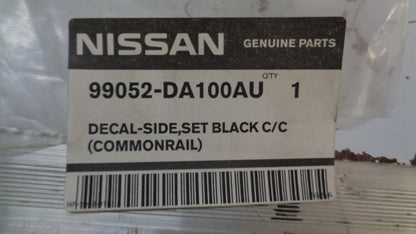 NISSAN GENUINE PARTS
Q'TY
99052-DA100AU 1
DECAL-SIDE,SET BLACK C/C
(COMMONRAIL)